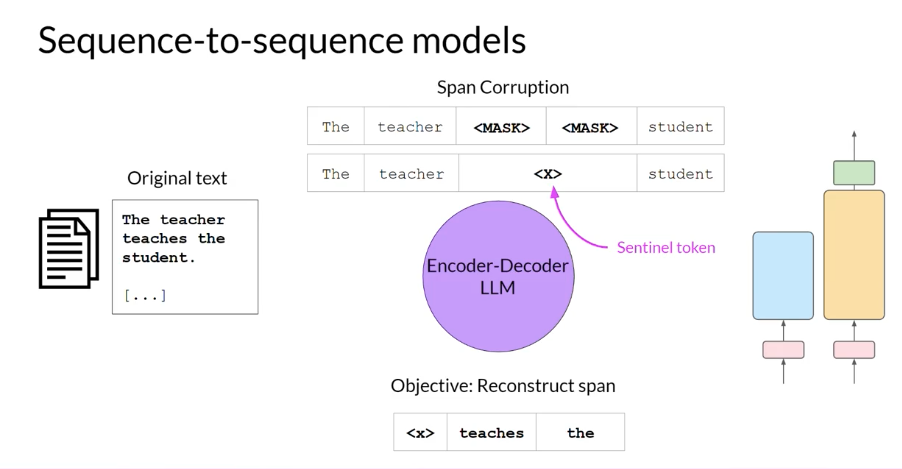 Sequence-to-sequence models
Span Corruption
The teacher <MASK> <MASK> student
The teacher <X> student
Original text
The teacher
teaches the
student.
[...]
Sentinel token
Encoder-Decoder
LLM
Objective: Reconstruct span
<x> teaches the